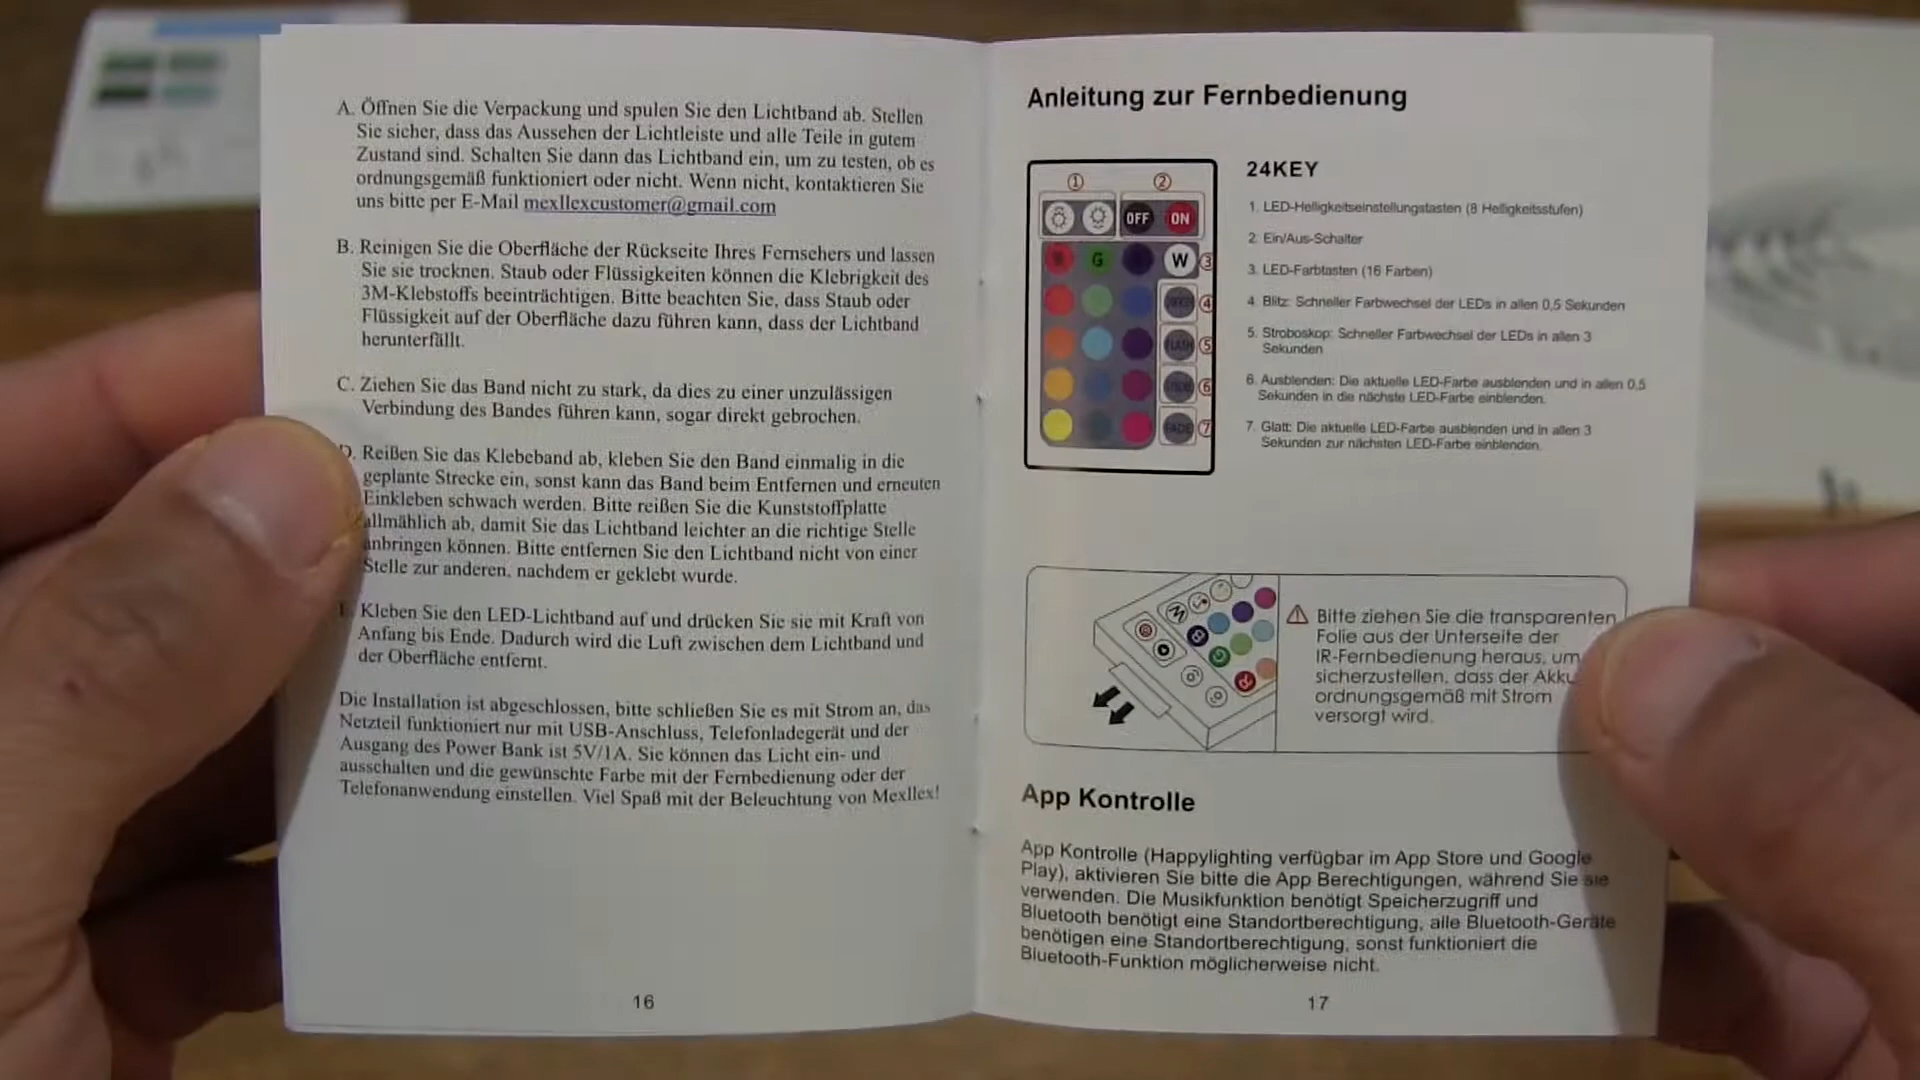 A. Öffnen Sie die Verpackung und spulen Sie den Lichtband ab. Stellen
Sie sicher, dass das Aussehen der Lichtleiste und alle Teile in gutem
Zustand sind. Schalten Sie dann das Lichtband ein, um zu testen, ob es
ordnungsgemäß funktioniert oder nicht. Wenn nicht, kontaktieren Sie
uns bitte per E-Mail mexllexcustomer@gmail.com
B. Reinigen Sie die Oberfläche der Rückseite Ihres Fernsehers und lassen
Sie sie trocknen. Staub oder Flüssigkeiten können die Klebrigkeit des
3M-Klebstoffs beeinträchtigen. Bitte beachten Sie, dass Staub oder
Flüssigkeit auf der Oberfläche dazu führen kann, dass der Lichtband
herunterfällt.
C. Ziehen Sie das Band nicht zu stark, da dies zu einer unzulässigen
Verbindung des Bandes führen kann, sogar direkt gebrochen.
D. Reißen Sie das Klebeband ab, kleben Sie den Band einmalig in die
geplante Strecke ein, sonst kann das Band beim Entfernen und erneuten
Einkleben schwach werden. Bitte reißen Sie die Kunststoffplatte
allmählich ab, damit Sie das Lichtband leichter an die richtige Stelle
anbringen können. Bitte entfernen Sie den Lichtband nicht von einer
Stelle zur anderen, nachdem er geklebt wurde.
Kleben Sie den LED-Lichtband auf und drücken Sie sie mit Kraft von
Anfang bis Ende. Dadurch wird die Luft zwischen dem Lichtband und
der Oberfläche entfernt.
Die Installation ist abgeschlossen, bitte schließen Sie es mit Strom an, das
Netzteil funktioniert nur mit USB-Anschluss, Telefonladegerät und der
Ausgang des Power Bank ist 5V/1A. Sie können das Licht ein- und
ausschalten und die gewünschte Farbe mit der Fernbedienung oder der
Telefonanwendung einstellen. Viel Spaß mit der Beleuchtung von Mexllex!
16
Anleitung zur Fernbedienung
① ②
OFF ON
G W ③
④
⑤
⑥
FADE ⑦
24KEY
1. LED-Helligkeitseinstellungstasten (8 Helligkeitsstufen)
2. Ein/Aus-Schalter
3. LED-Farbtasten (16 Farben)
4. Blitz: Schneller Farbwechsel der LEDs in allen 0,5 Sekunden
5. Stroboskop: Schneller Farbwechsel der LEDs in allen 3
Sekunden
6. Ausblenden: Die aktuelle LED-Farbe ausblenden und in allen 0,5
Sekunden in die nächste LED-Farbe einblenden.
7. Glatt: Die aktuelle LED-Farbe ausblenden und in allen 3
Sekunden zur nächsten LED-Farbe einblenden.
W
B
G
R
Bitte ziehen Sie die transparenten
Folie aus der Unterseite der
IR-Fernbedienung heraus, um
sicherzustellen, dass der Akku
ordnungsgemäß mit Strom
versorgt wird.
App Kontrolle
App Kontrolle (Happylighting verfügbar im App Store und Google
Play), aktivieren Sie bitte die App Berechtigungen, während Sie sie
verwenden. Die Musikfunktion benötigt Speicherzugriff und
Bluetooth benötigt eine Standortberechtigung, alle Bluetooth-Geräte
benötigen eine Standortberechtigung, sonst funktioniert die
Bluetooth-Funktion möglicherweise nicht.
17